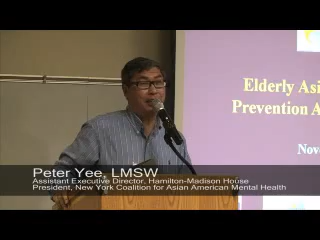 Elderly Asi
Prevention A
Nov
Peter Yee, LMSW
Assistant Executive Director, Hamilton-Madison House
President, New York Coalition for Asian American Mental Health